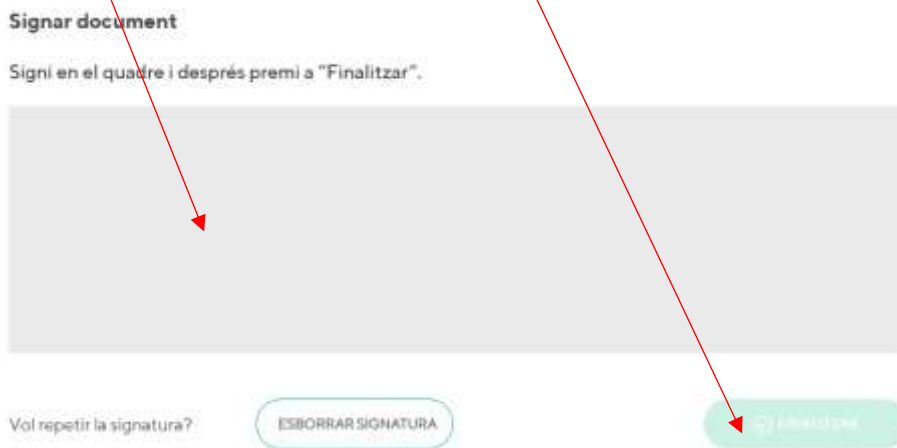 Signar document
Signi en el quadre i després premi a "Finalitzar".
Vol repetir la signatura?
ESBORRAR SIGNATURA